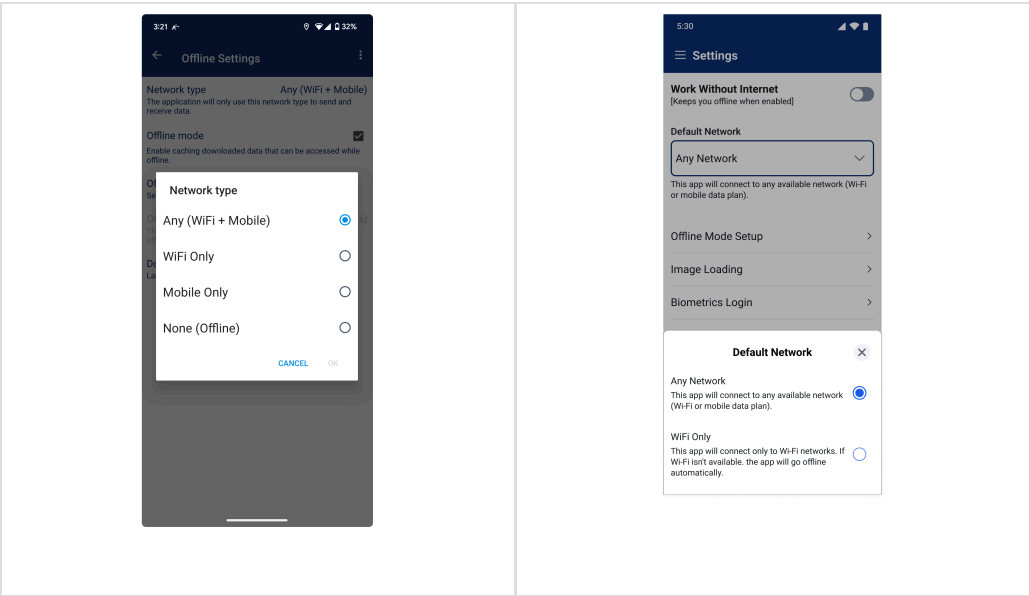 3:21
32%
Offline Settings
Network type
Any (WiFi + Mobile)
The application will only use this network type to send and
receive data.
Offline mode
Enable caching downloaded data that can be accessed while
offline.
Network type
Any (WiFi + Mobile)
WiFi Only
Mobile Only
None (Offline)
CANCEL
OK
5:30
Settings
Work Without Internet
[Keeps you offline when enabled]
Default Network
Any Network
This app will connect to any available network (Wi-Fi
or mobile data plan).
Offline Mode Setup
Image Loading
Biometrics Login
Default Network
Any Network
This app will connect to any available network
(Wi-Fi or mobile data plan).
WiFi Only
This app will connect only to Wi-Fi networks. If
Wi-Fi isn't available. the app will go offline
automatically.